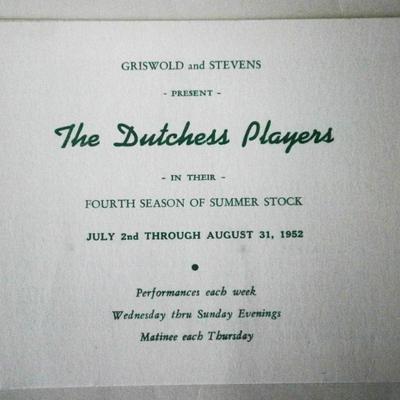 GRISWOLD and STEVENS
- PRESENT -
The Dutchess Players
- IN THEIR -
FOURTH SEASON OF SUMMER STOCK
JULY 2nd THROUGH AUGUST 31, 1952
•
Performances each week
Wednesday thru Sunday Evenings
Matinee each Thursday